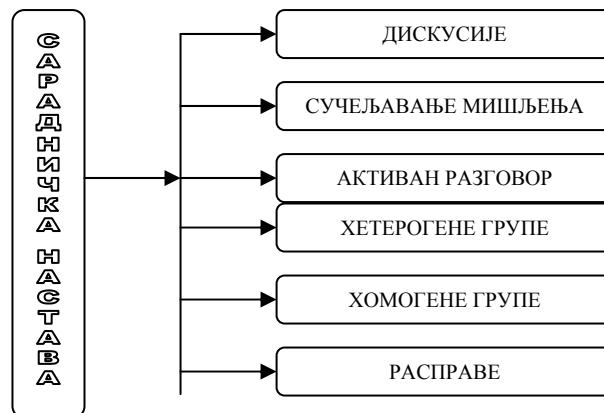 САРАДНИЧКА НАСТАВА
ДИСКУСИЈЕ
СУЧЕЉАВАЊЕ МИШЉЕЊА
АКТИВАН РАЗГОВОР
ХЕТЕРОГЕНЕ ГРУПЕ
ХОМОГЕНЕ ГРУПЕ
РАСПРАВЕ